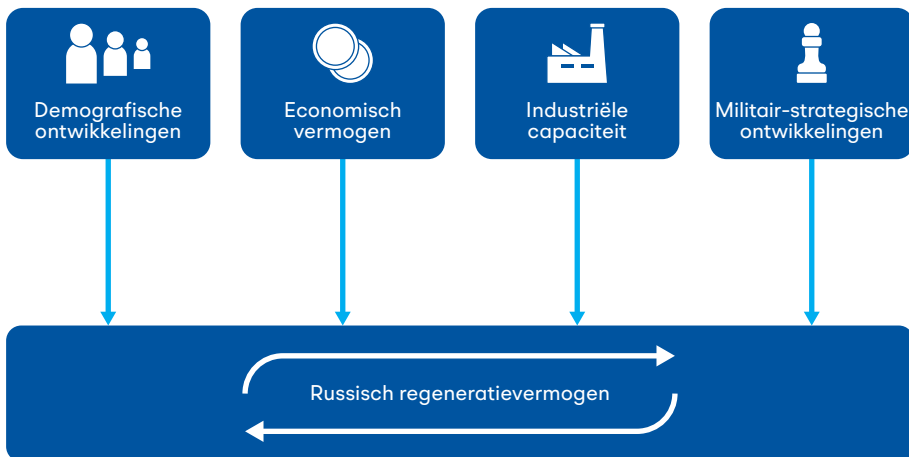 Demografische
ontwikkelingen
Economisch
vermogen
Industriële
capaciteit
Militair-strategische
ontwikkelingen
Russisch regeneratievermogen